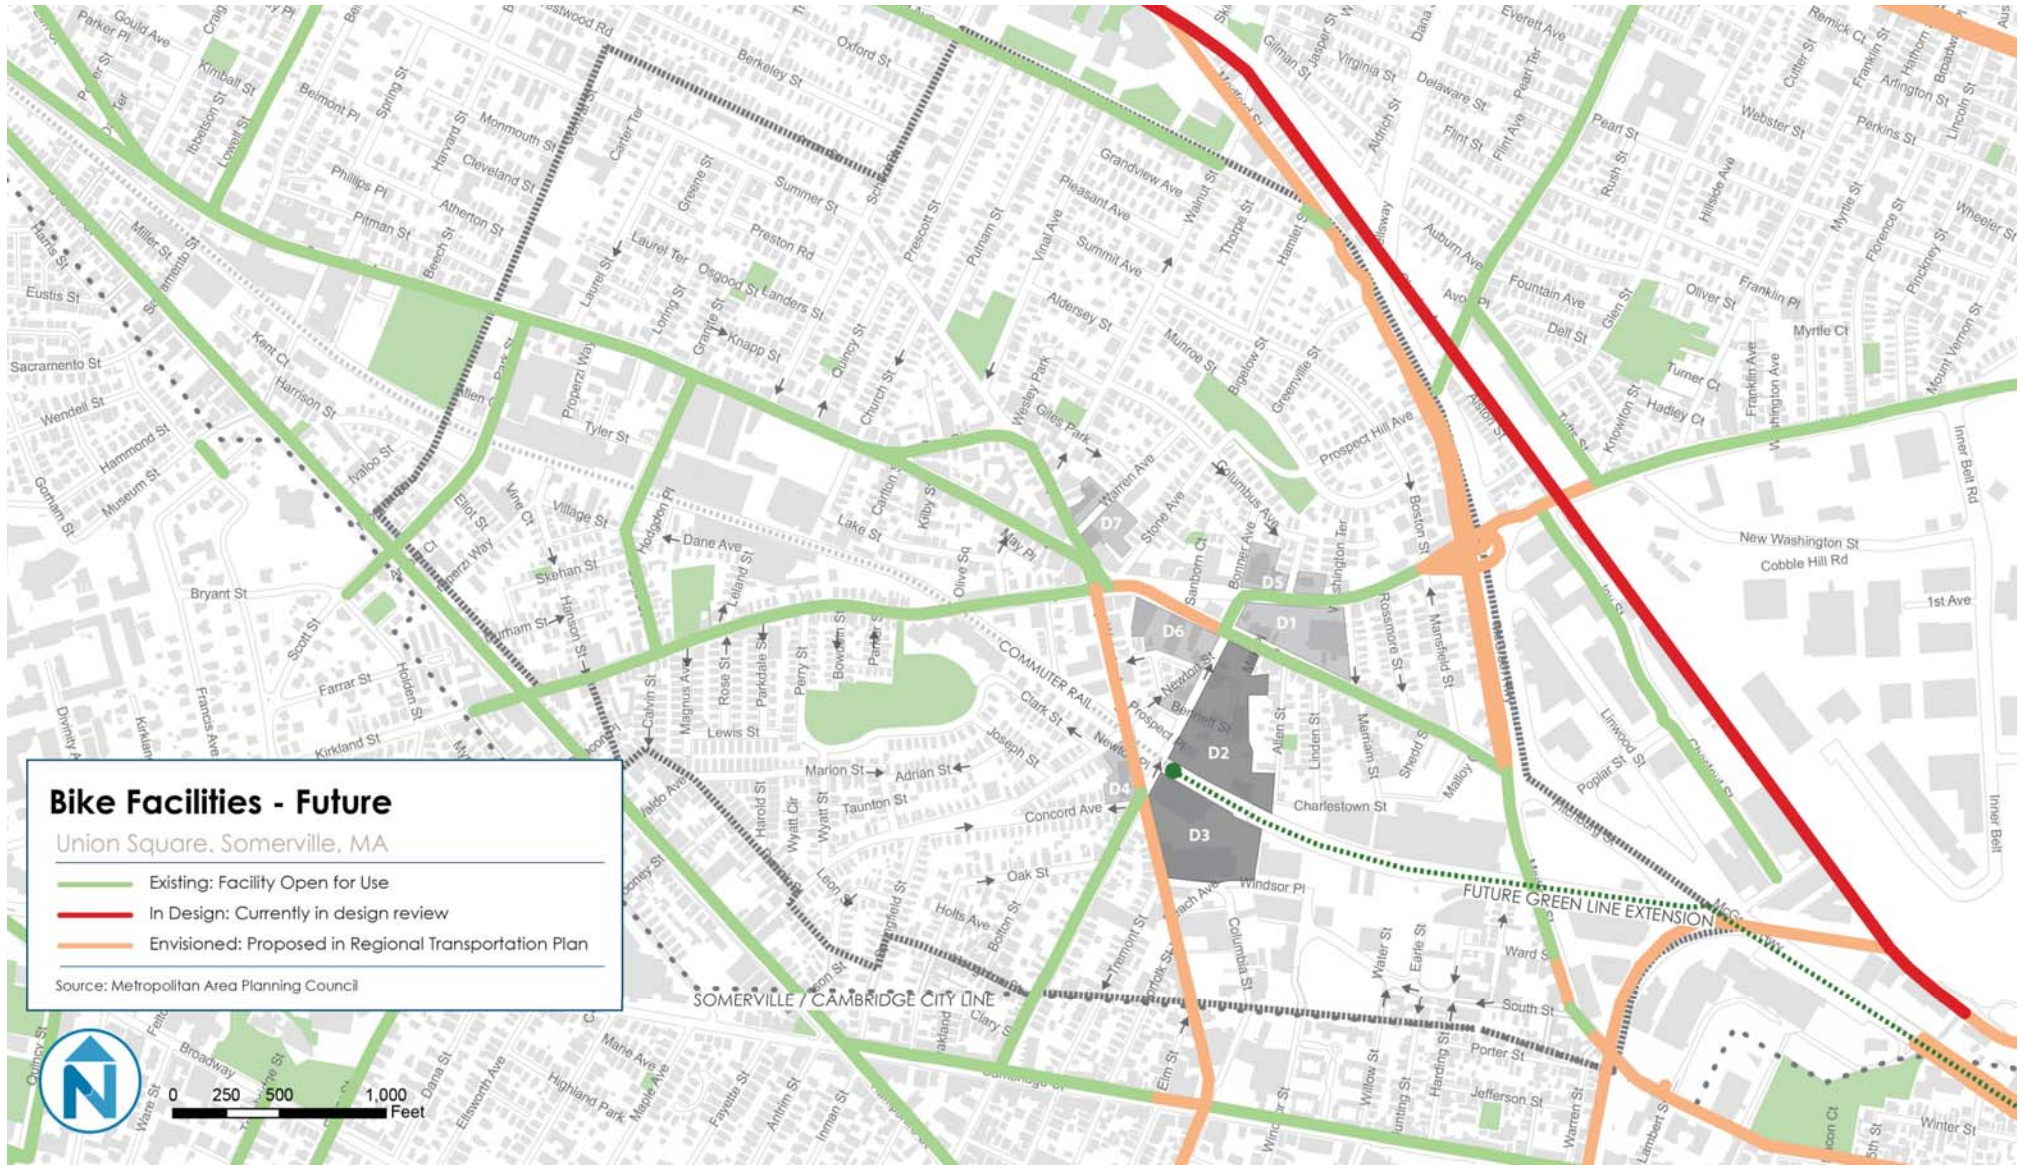 Gould Ave
Parker Pl
Kimball St
Ibbetson St
Lowell St
Belmont Pl
Spring St
Harvard St
Monmouth St
Cleveland St
Phillips Pl
Pitman St
Atherton St
Beech St
Carter Ter
Berkeley St
Oxford St
Greene St
Summer St
Preston Rd
Laurel Ter
Laurel St
Osgood St
Landers St
Loring St
Granite St
Knapp St
Quincy St
Church St
Prescott St
Putnam St
Vinal Ave
Grandview Ave
Pleasant Ave
Walnut St
Summit Ave
Thorpe St
Hamlet St
Aldersey St
Munroe St
Bigelow St
Greenville St
Wesley Park
Giles Park
Prospect Hill Ave
Columbus Ave
Warren Ave
Stone Ave
Sanborn Ct
Bonner Ave
Boston St
Gilman St
Jasper St
Virginia St
Aldrich St
Everett Ave
Delaware St
Pearl Ter
Flint St
Flint Ave
Pearl St
Rush St
Auburn Ave
Fountain Ave
Dell St
Glen St
Oliver St
Franklin Pl
Hillside Ave
Myrtle St
Florence St
Pinckney St
Wheeler St
Remick Ct
Cutter St
Franklin St
Arlington St
Lincoln St
Webster St
Perkins St
Myrtle Ct
Mount Vernon St
Turner Ct
Hadley Ct
Franklin Ave
Knowlton St
Tufts St
Alston St
Inner Belt Rd
New Washington St
Cobble Hill Rd
1st Ave
Inner Belt
Harris St
Miller St
Eustis St
Sacramento St
Wendell St
Hammond St
Museum St
Gorham St
Kent Ct
Harrison St
Ivaloo St
Park St
Properzi Way
Tyler St
Eliot St
Vine Ct
Village St
Skehan St
Hanson St
Hodgdon Pl
Dane Ave
Leland St
Lake St
Carlton St
Kilby St
May Pl
Olive Sq
Bryant St
Scott St
Farrar St
Holden St
Francis Ave
Kirkland St
Calvin St
Magnus Ave
Rose St
Parkdale St
Perry St
Bowdoin St
Lewis St
Marion St
Adrian St
Taunton St
Joseph St
Clark St
Concord Ave
Harold St
Wyatt Cir
Wyatt St
Leon St
Oak St
Holts Ave
Bolton St
COMMUTER RAIL
Newton St
Prospect Pl
Bennett St
Allen St
Linden St
Merriam St
Rossmore St
Mansfield St
Charlestown St
Linwood St
Poplar St
Chestnut St
Joy St
D1
D2
D3
D4
D5
D6
D7
Windsor Pl
Columbia St
Tremont St
Norfolk St
Elm St
Water St
Earle St
Ward St
South St
Porter St
Jefferson St
Willow St
Harding St
Warren St
Lambert St
Winter St
FUTURE GREEN LINE EXTENSION
SOMERVILLE / CAMBRIDGE CITY LINE
Bike Facilities - Future
Union Square. Somerville, MA
Existing: Facility Open for Use
In Design: Currently in design review
Envisioned: Proposed in Regional Transportation Plan
Source: Metropolitan Area Planning Council
N
0 250 500 1,000
Feet
Broadway
Ware St
Dana St
Ellsworth Ave
Highland Park
Marie Ave
Maple Ave
Fayette St
Antrim St
Inman St